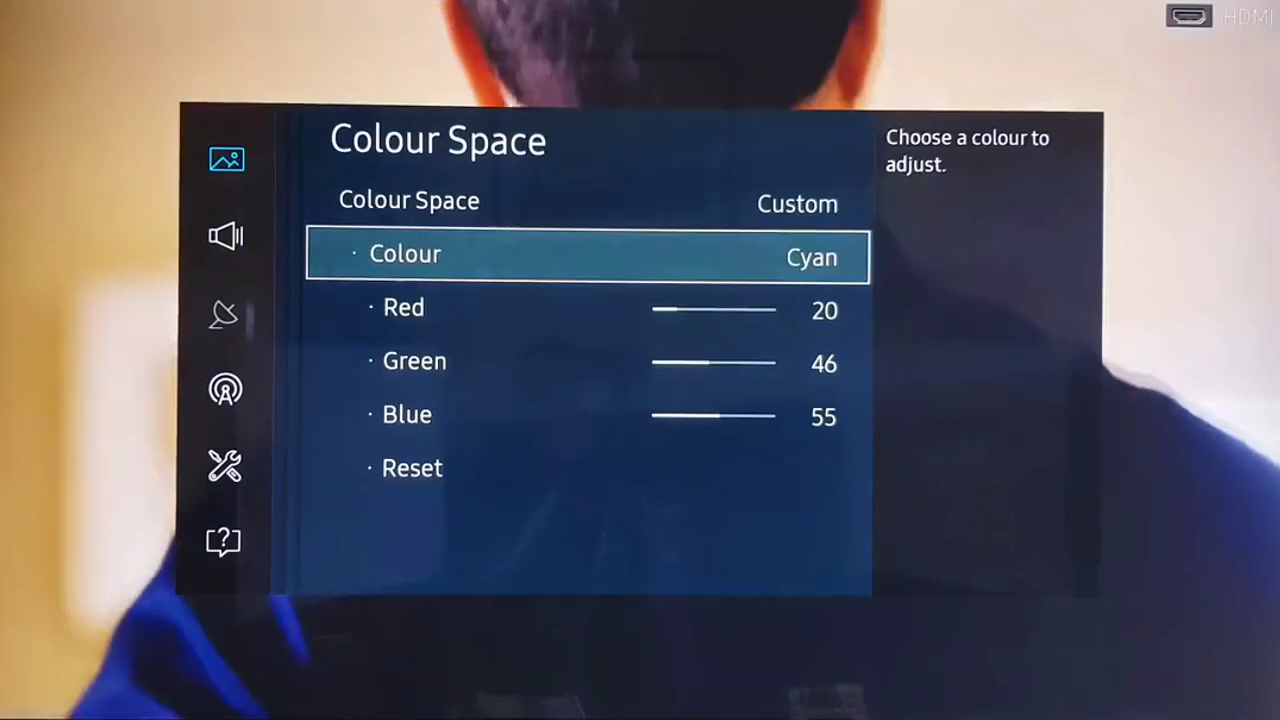 HDMI
Colour Space
Choose a colour to
adjust.
Colour Space Custom
· Colour Cyan
· Red 20
· Green 46
· Blue 55
· Reset